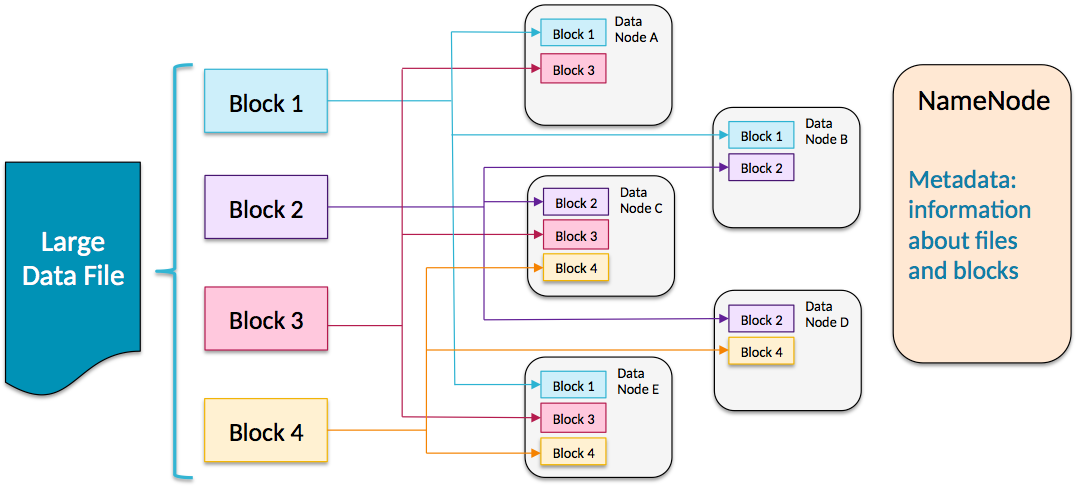 Large
Data File
Block 1
Block 2
Block 3
Block 4
Data
Node A
Block 1
Block 3
Data
Node B
Block 1
Block 2
Data
Node C
Block 2
Block 3
Block 4
Data
Node D
Block 2
Block 4
Data
Node E
Block 1
Block 3
Block 4
NameNode
Metadata:
information
about files
and blocks